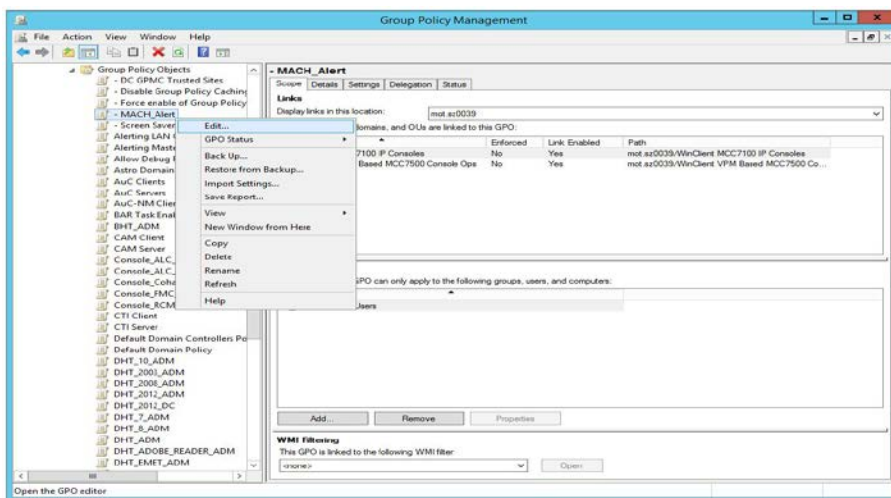 Group Policy Management
File Action View Window Help
Group Policy Objects
- DC GPMC Trusted Sites
- Disable Group Policy Caching
- Force enable of Group Policy
- MACH_Alert
- Screen Saver
Alerting LAN
Alerting Maste
Allow Debug
Astro Domain
AuC Clients
AuC Servers
AuC-NM Clie
BAR Task Enal
BHT_ADM
CAM Client
CAM Server
Console_ALC_
Console_ALC_
Console_Coha
Console_FMC_
Console_RCM
CTI Client
CTI Server
Default Domain Controllers Po
Default Domain Policy
DHT_10_ADM
DHT_2003_ADM
DHT_2008_ADM
DHT_2012_ADM
DHT_2012_DC
DHT_7_ADM
DHT_8_ADM
DHT_ADM
DHT_ADOBE_READER_ADM
DHT_EMET_ADM
Edit...
GPO Status
Back Up...
Restore from Backup...
Import Settings...
Save Report...
View
New Window from Here
Copy
Delete
Rename
Refresh
Help
- MACH_Alert
Scope Details Settings Delegation Status
Links
Display links in this location: mot.sz0039
domains, and OUs are linked to this GPO:
Enforced Link Enabled Path
7100 IP Consoles No Yes mot.sz0039/WinClient MCC7100 IP Consoles
Based MCC7500 Console Ops No Yes mot.sz0039/WinClient VPM Based MCC7500 Co...
GPO can only apply to the following groups, users, and computers:
Users
Add... Remove Properties
WMI Filtering
This GPO is linked to the following WMI filter
<none> Open
Open the GPO editor